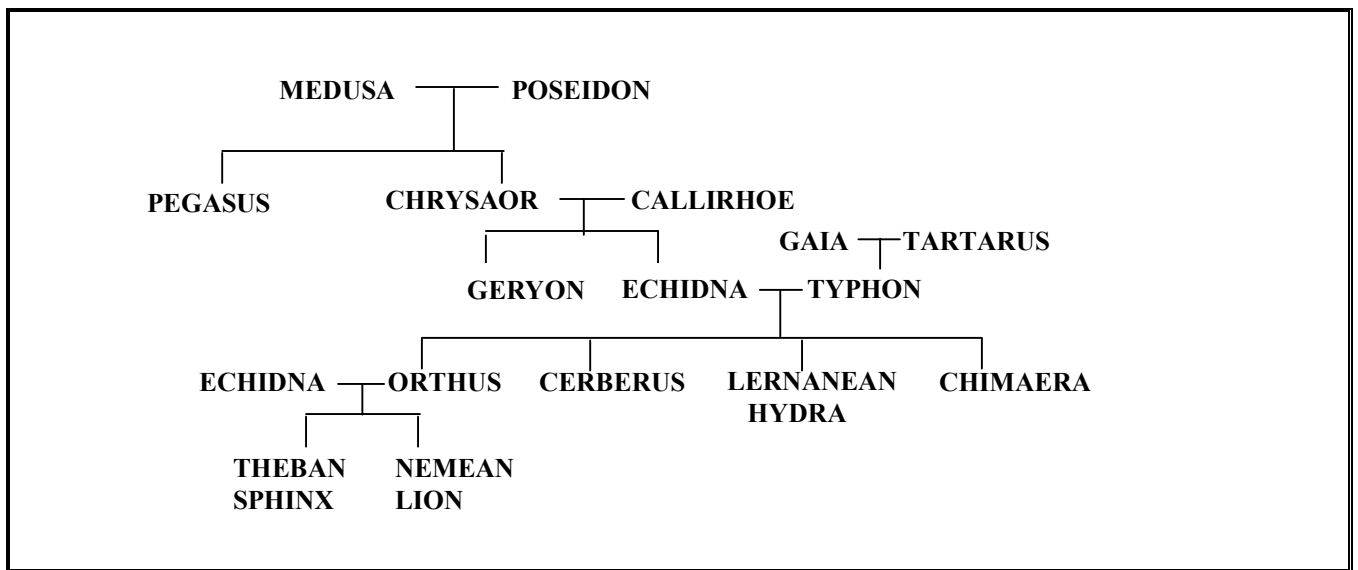 MEDUSA POSEIDON
PEGASUS CHRYSAOR CALLIRHOE
GAIA TARTARUS
GERYON ECHIDNA TYPHON
ECHIDNA ORTHUS CERBERUS LERNANEAN CHIMAERA
HYDRA
THEBAN NEMEAN
SPHINX LION